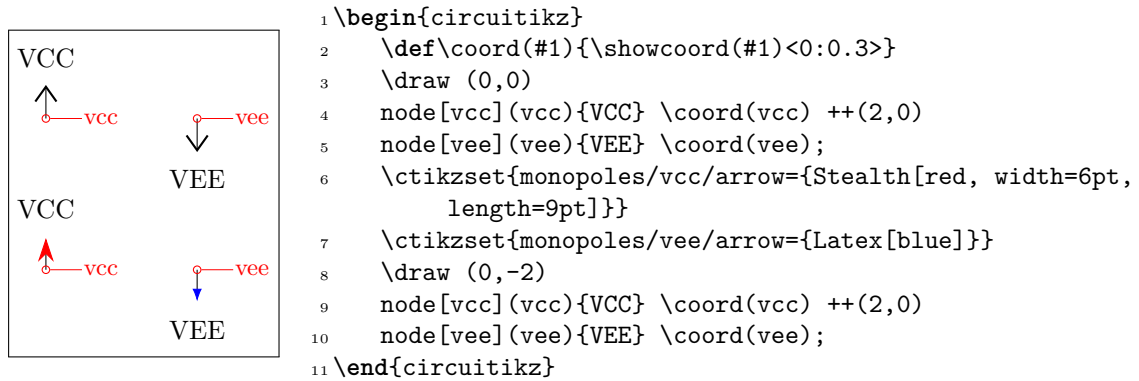 VCC
vcc
vee
VEE
VCC
vcc
vee
VEE
1 \begin{circuitikz}
2     \def\coord(#1){\showcoord(#1)<0:0.3>}
3     \draw (0,0)
4     node[vcc](vcc){VCC} \coord(vcc) ++(2,0)
5     node[vee](vee){VEE} \coord(vee);
6     \ctikzset{monopoles/vcc/arrow={Stealth[red, width=6pt,
length=9pt]}}
7     \ctikzset{monopoles/vee/arrow={Latex[blue]}}
8     \draw (0,-2)
9     node[vcc](vcc){VCC} \coord(vcc) ++(2,0)
10     node[vee](vee){VEE} \coord(vee);
11 \end{circuitikz}